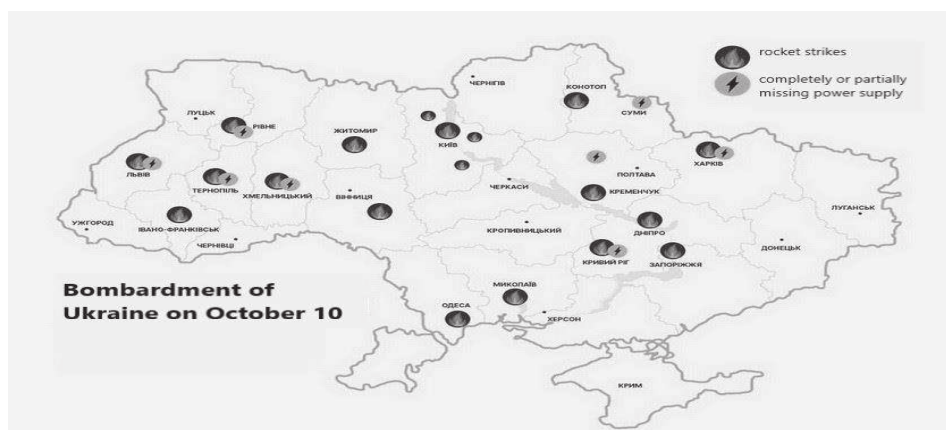 rocket strikes
completely or partially
missing power supply
ЧЕРНІГІВ
КОНОТОП
СУМИ
ЛУЦЬК
РІВНЕ
ЖИТОМИР
КИЇВ
ХАРКІВ
ЛЬВІВ
ТЕРНОПІЛЬ
ХМЕЛЬНИЦЬКИЙ
ВІННИЦЯ
ЧЕРКАСИ
ПОЛТАВА
КРЕМЕНЧУК
ЛУГАНСЬК
УЖГОРОД
ІВАНО-ФРАНКІВСЬК
ЧЕРНІВЦІ
КРОПИВНИЦЬКИЙ
ДНІПРО
ДОНЕЦЬК
КРИВИЙ РІГ
ЗАПОРІЖЖЯ
Bombardment of
Ukraine on October 10
МИКОЛАЇВ
ОДЕСА
ХЕРСОН
КРИМ